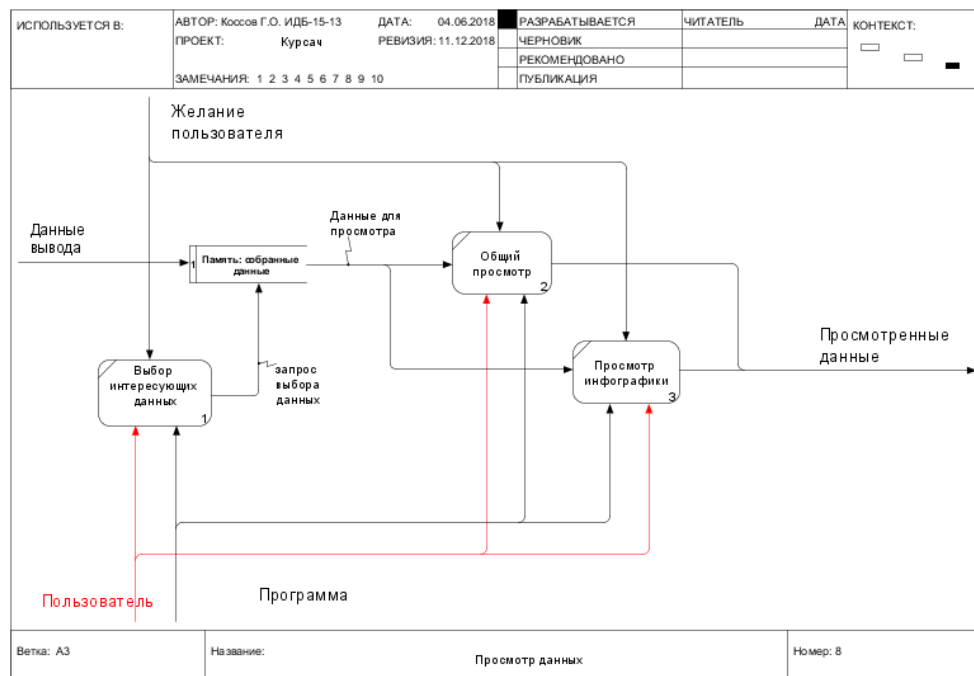 ИСПОЛЬЗУЕТСЯ В:
АВТОР: Коссов Г.О. ИДБ-15-13
ДАТА: 04.06.2018
ПРОЕКТ: Курсач
РЕВИЗИЯ: 11.12.2018
ЗАМЕЧАНИЯ: 1 2 3 4 5 6 7 8 9 10
РАЗРАБАТЫВАЕТСЯ
ЧЕРНОВИК
РЕКОМЕНДОВАНО
ПУБЛИКАЦИЯ
ЧИТАТЕЛЬ ДАТА
КОНТЕКСТ:
Желание
пользователя
Данные
вывода
1
Память: собранные
данные
Данные для
просмотра
Общий
просмотр
2
Выбор
интересующих
данных
1
запрос
выбора
данных
Просмотр
инфографики
3
Просмотренные
данные
Пользователь
Программа
Ветка: A3
Название:
Просмотр данных
Номер: 8